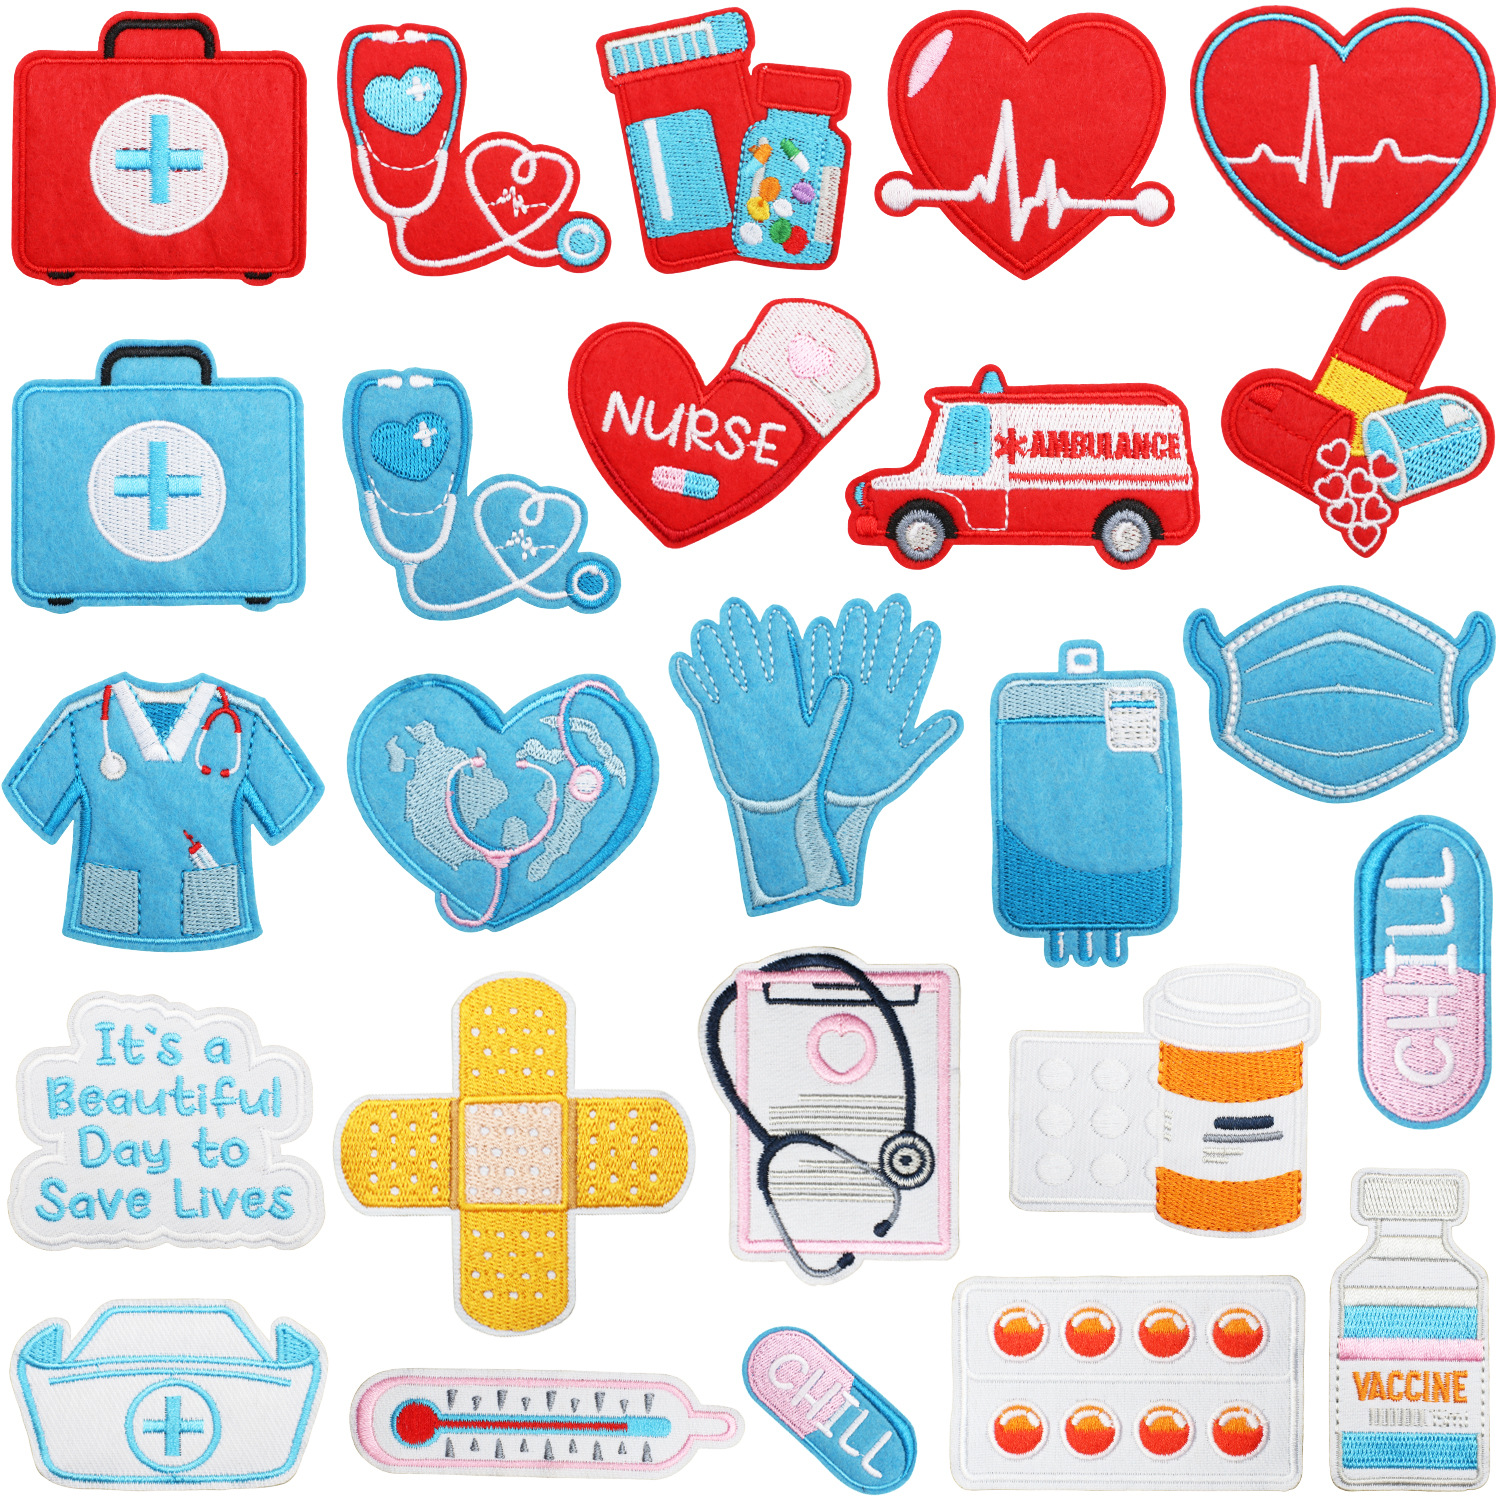 NURSE
AMBULANCE
CHILL
It`s a
Beautiful
Day to
Save Lives
CHILL
VACCINE